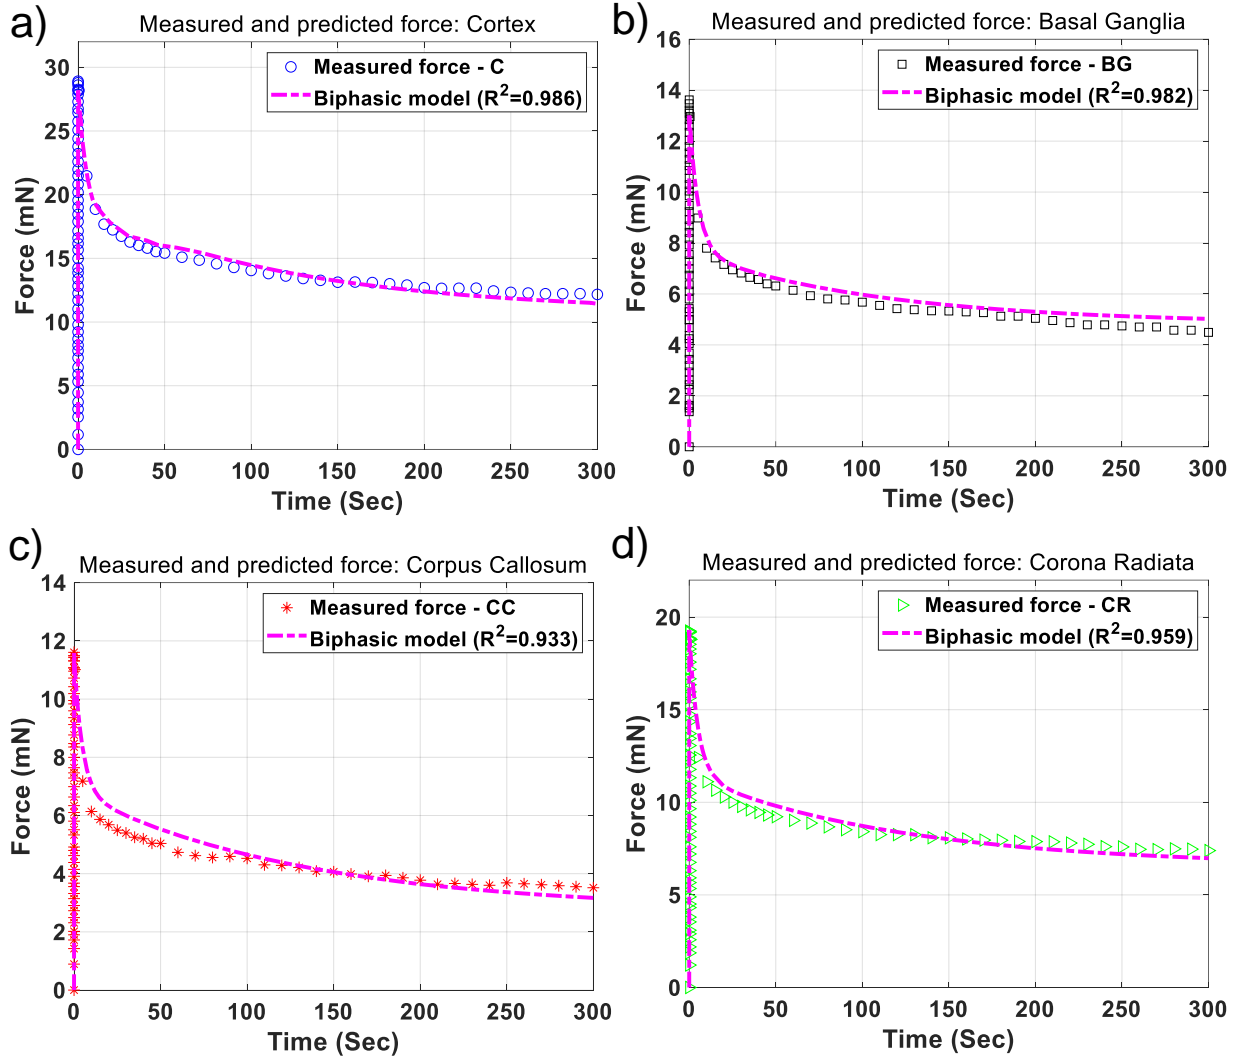 a)
Measured and predicted force: Cortex
Measured force - C
Biphasic model (R²=0.986)
30
25
20
15
10
5
0
Force (mN)
0 50 100 150 200 250 300
Time (Sec)
b)
Measured and predicted force: Basal Ganglia
Measured force - BG
Biphasic model (R²=0.982)
16
14
12
10
8
6
4
2
0
Force (mN)
0 50 100 150 200 250 300
Time (Sec)
c)
Measured and predicted force: Corpus Callosum
Measured force - CC
Biphasic model (R²=0.933)
14
12
10
8
6
4
2
0
Force (mN)
0 50 100 150 200 250 300
Time (Sec)
d)
Measured and predicted force: Corona Radiata
Measured force - CR
Biphasic model (R²=0.959)
20
15
10
5
0
Force (mN)
0 50 100 150 200 250 300
Time (Sec)